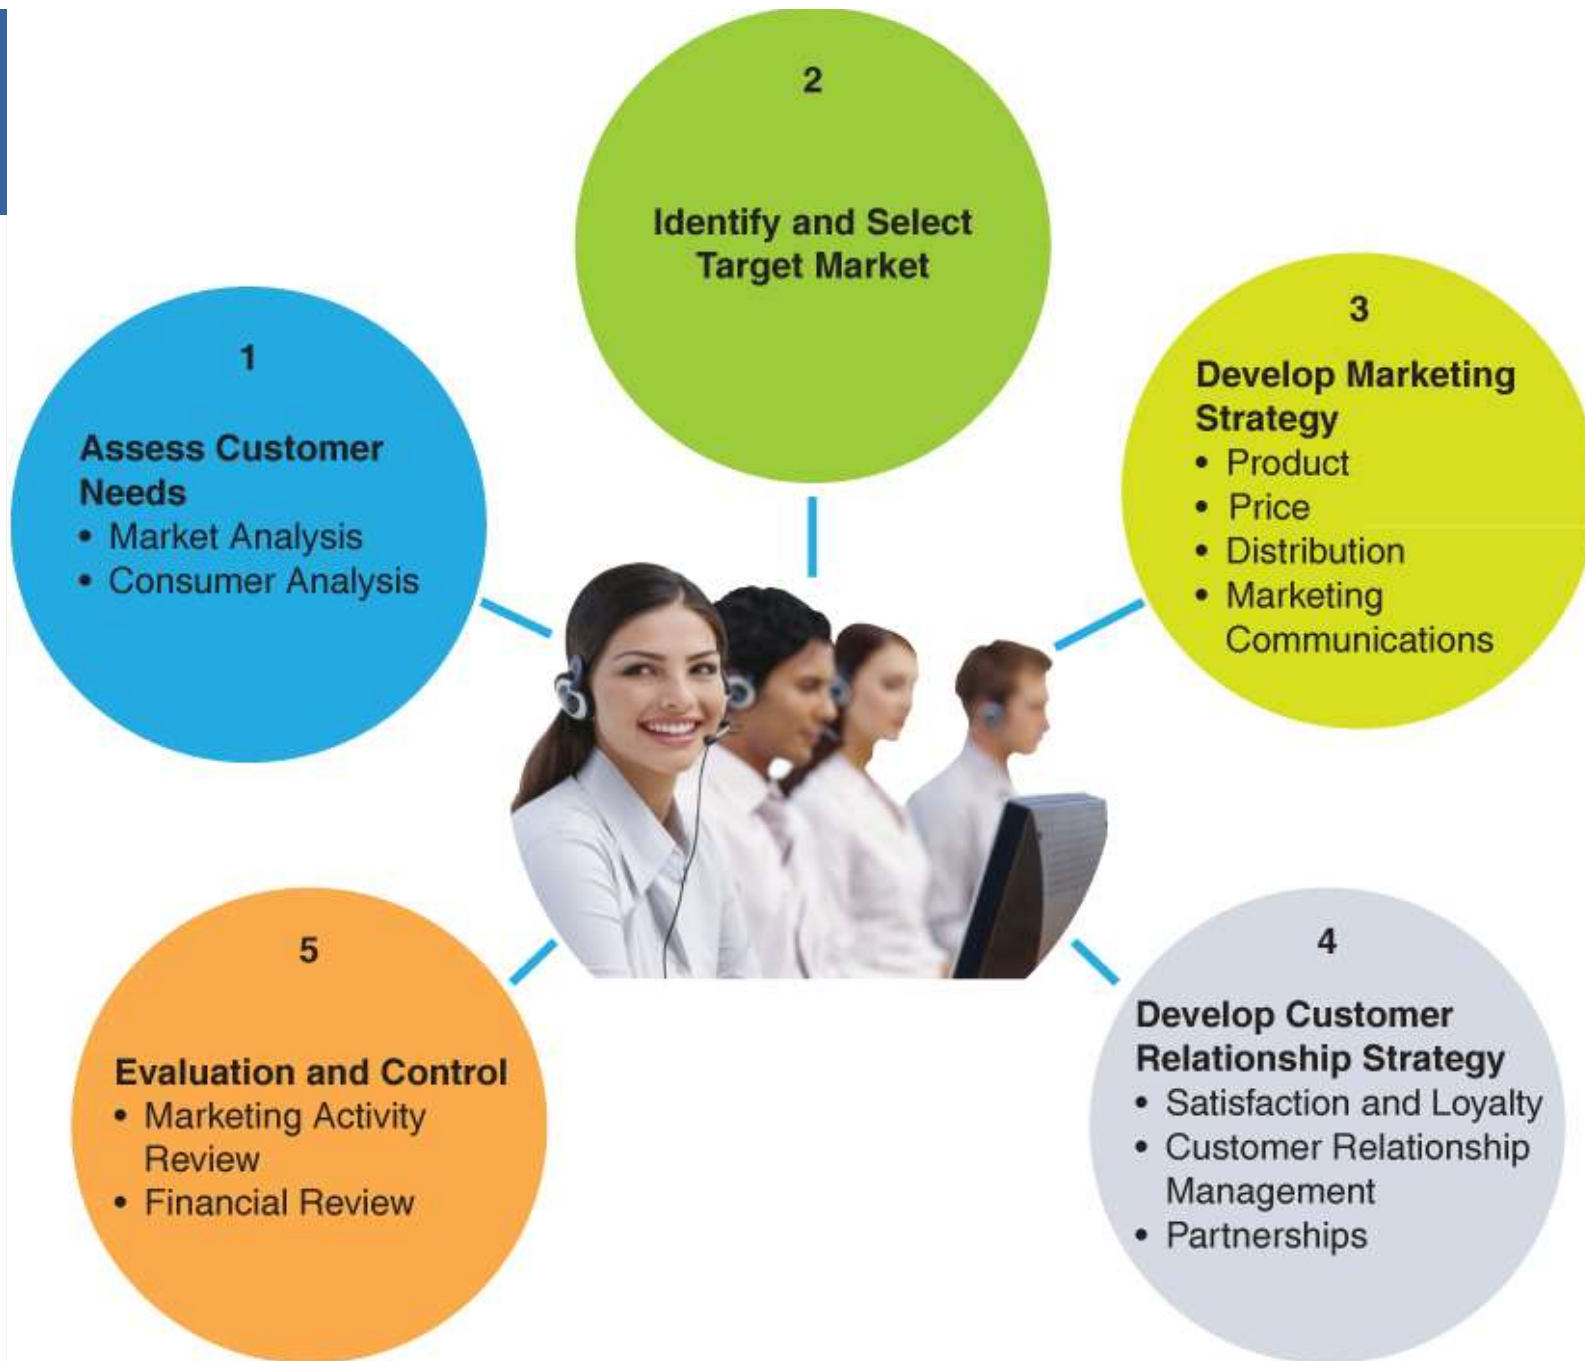 1
Assess Customer
Needs
• Market Analysis
• Consumer Analysis
2
Identify and Select
Target Market
3
Develop Marketing
Strategy
• Product
• Price
• Distribution
• Marketing
Communications
4
Develop Customer
Relationship Strategy
• Satisfaction and Loyalty
• Customer Relationship
Management
• Partnerships
5
Evaluation and Control
• Marketing Activity
Review
• Financial Review